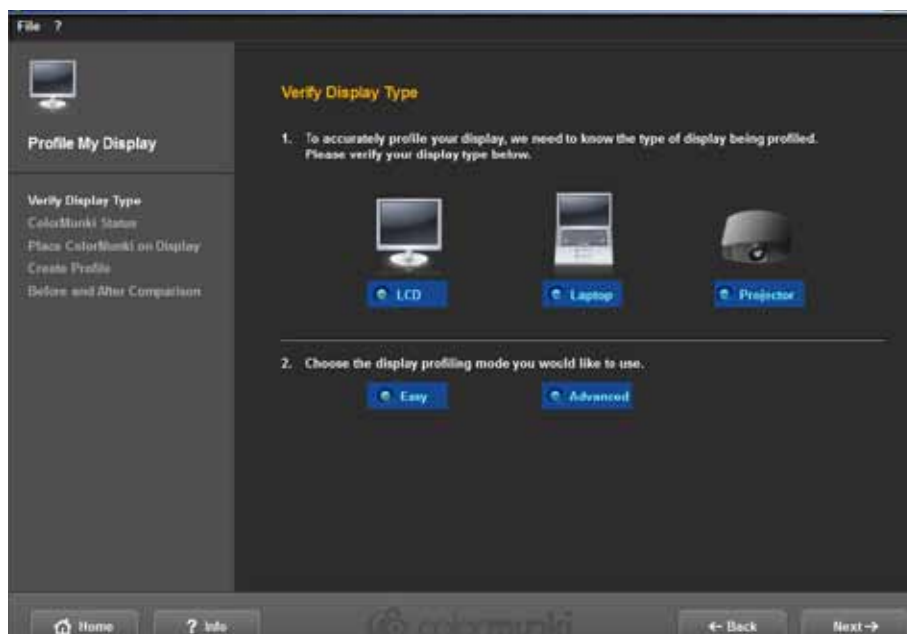 File ?
Profile My Display
Verify Display Type
ColorMunki Status
Place ColorMunki on Display
Create Profile
Before and After Comparison
Verify Display Type
1. To accurately profile your display, we need to know the type of display being profiled.
Please verify your display type below.
LCD
Laptop
Projector
2. Choose the display profiling mode you would like to use.
Easy
Advanced
Home
? Info
colormunki
← Back
Next →